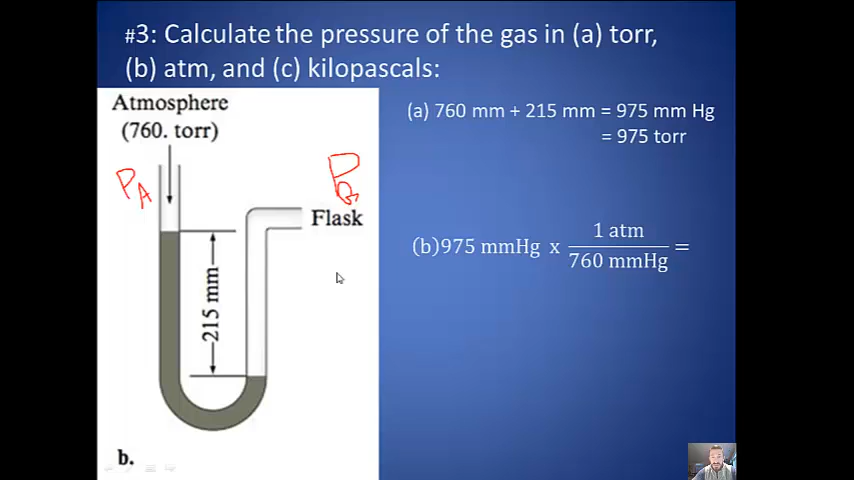 #3: Calculate the pressure of the gas in (a) torr,
(b) atm, and (c) kilopascals:
Atmosphere
(760. torr)
PA
PG
Flask
215 mm
b.
(a) 760 mm + 215 mm = 975 mm Hg
= 975 torr
(b)975 mmHg x 1 atm / 760 mmHg =